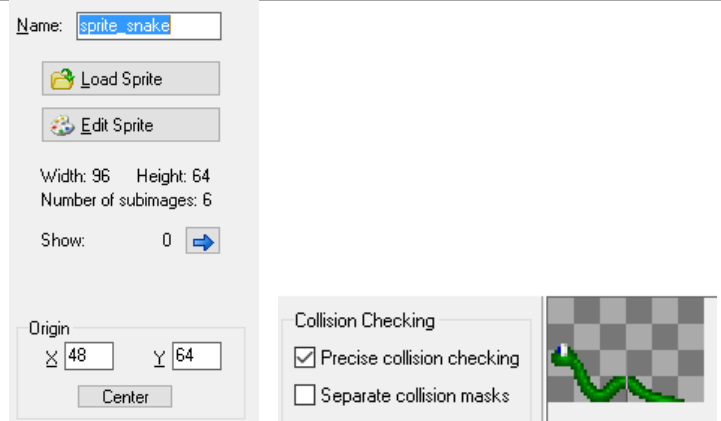 Name: sprite_snake
Load Sprite
Edit Sprite
Width: 96 Height: 64
Number of subimages: 6
Show: 0
Origin
X 48 Y 64
Center
Collision Checking
Precise collision checking
Separate collision masks